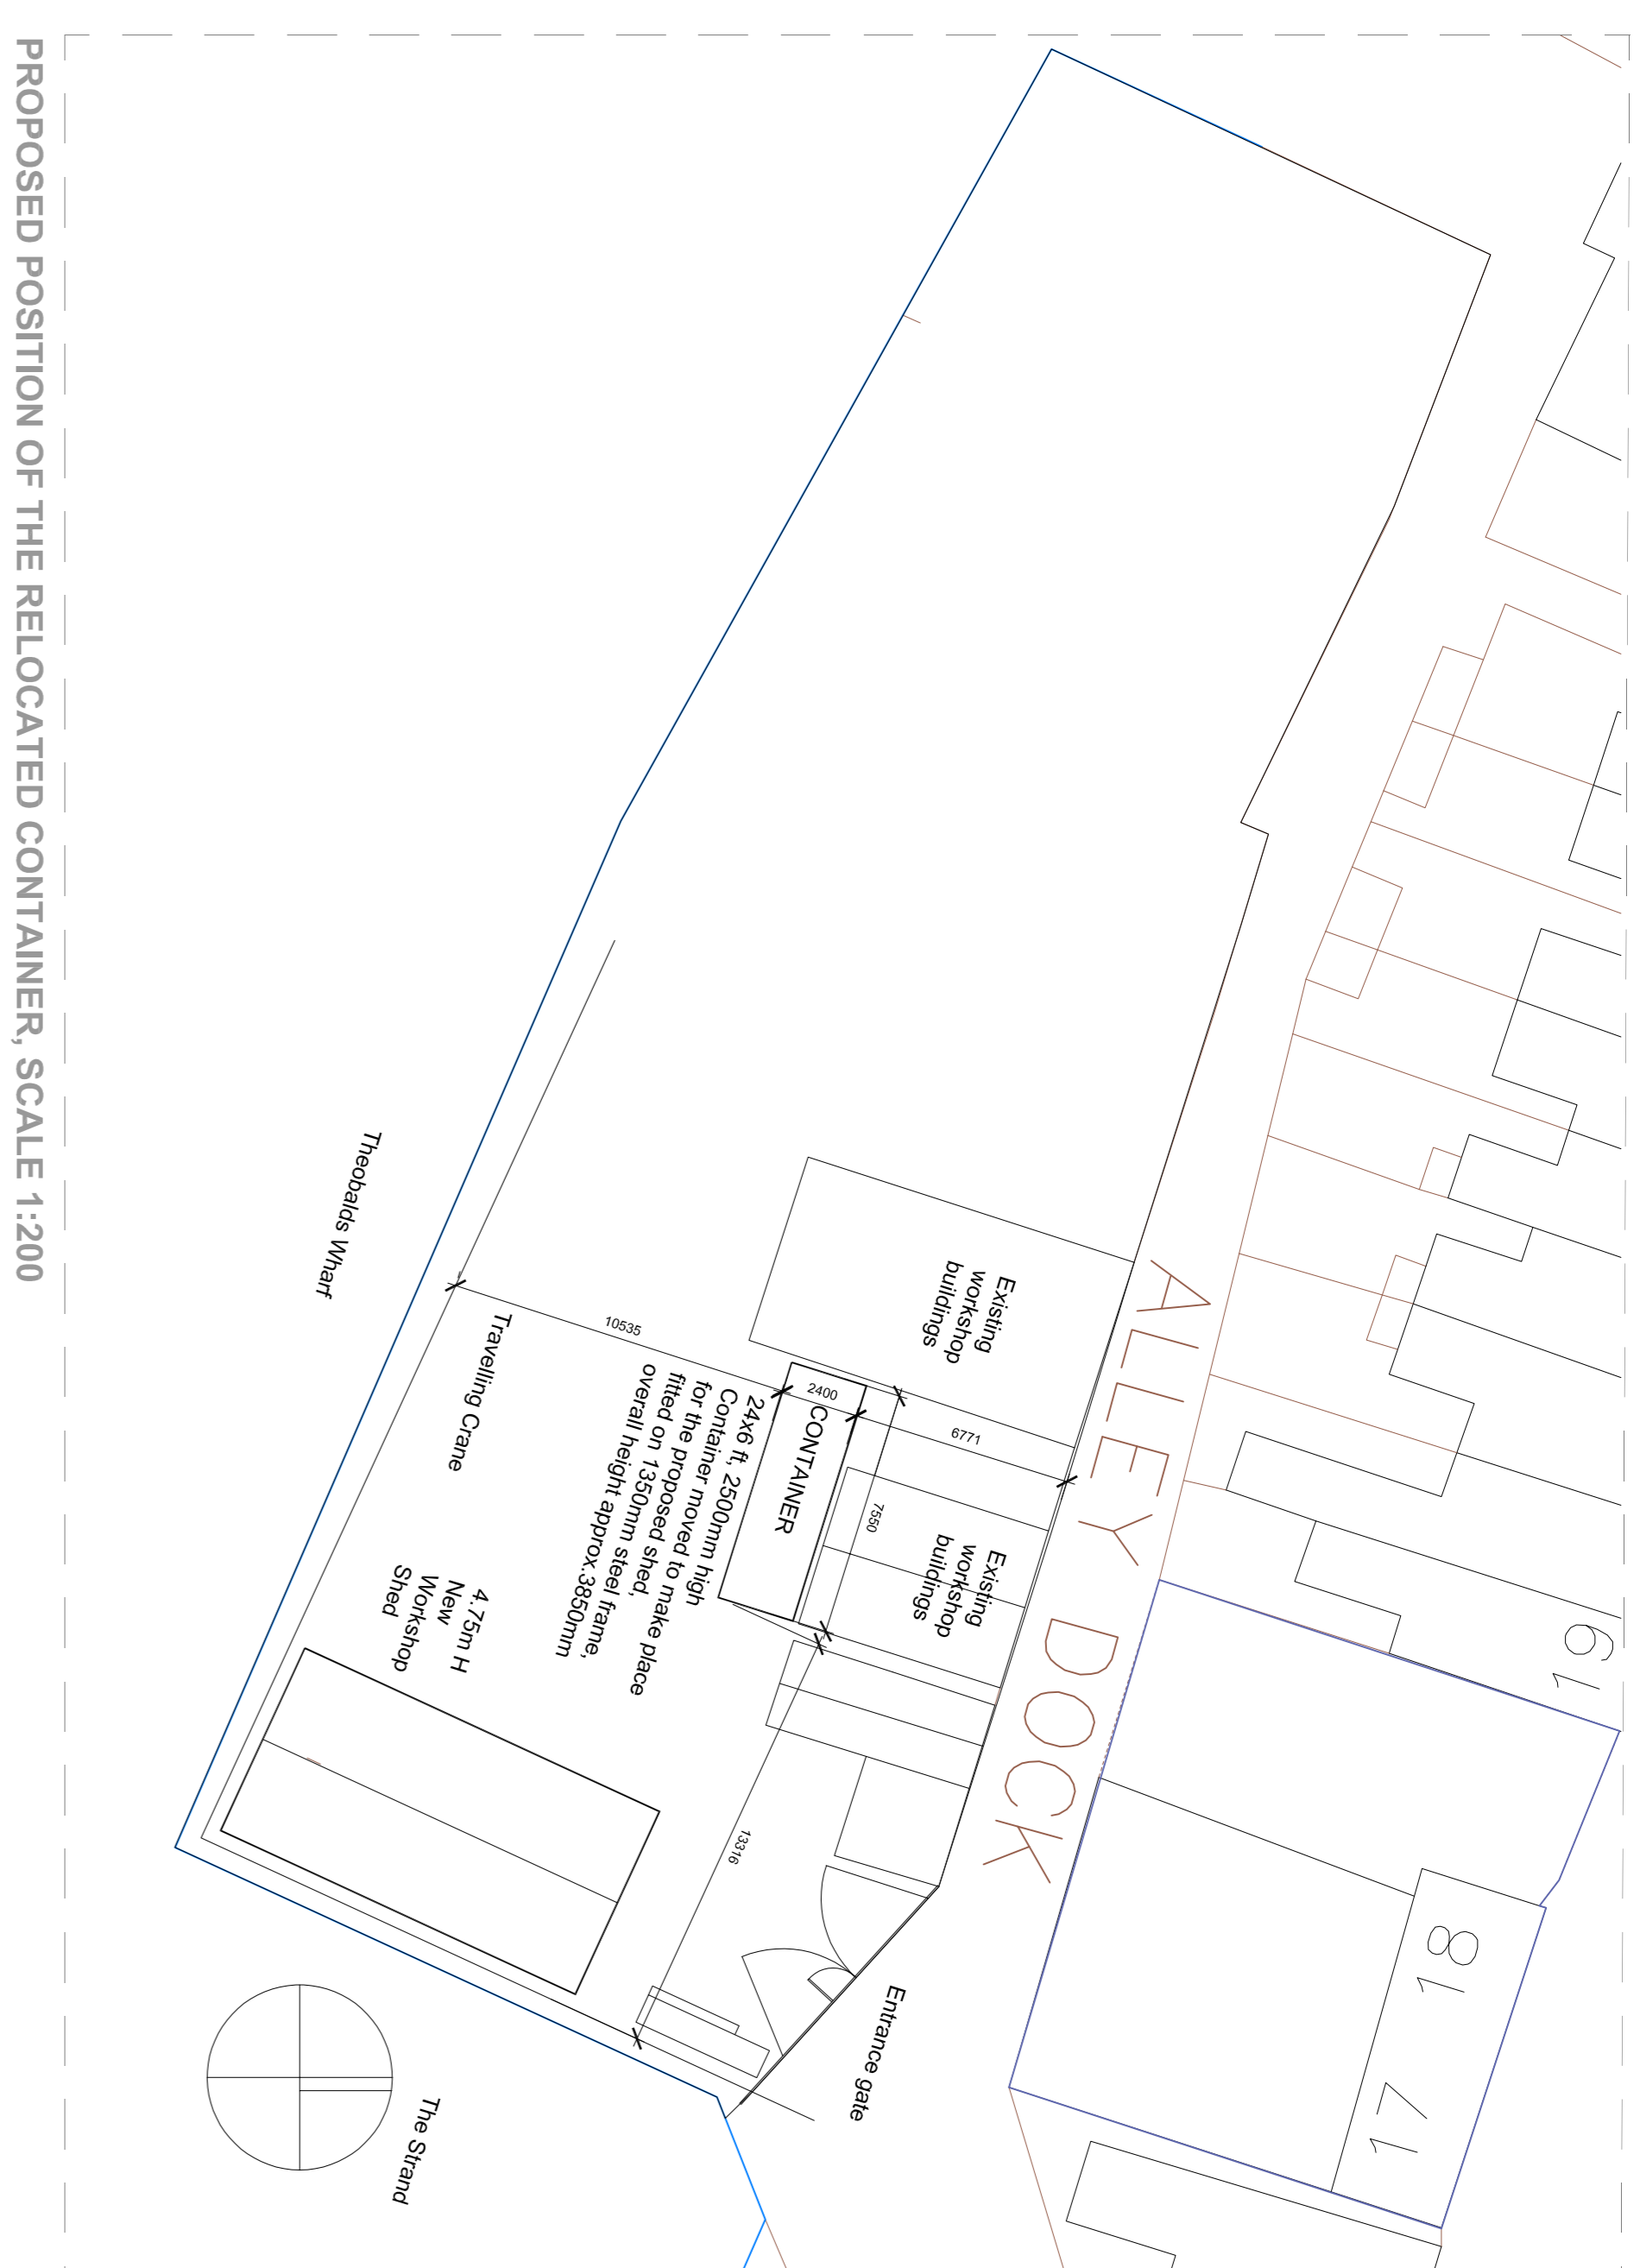 PROPOSED POSITION OF THE RELOCATED CONTAINER, SCALE 1:200
Theobalds Wharf
Travelling Crane
10535
2400
6771
7550
13316
CONTAINER
24x6 ft, 2500mm high
Container moved to make place
for the proposed shed,
fitted on 1350mm steel frame,
overall height approx.3850mm
Existing
workshop
buildings
Existing
workshop
buildings
4.75m H
New
Workshop
Shed
ALLEY DOCK
Entrance gate
The Strand
19
18
17